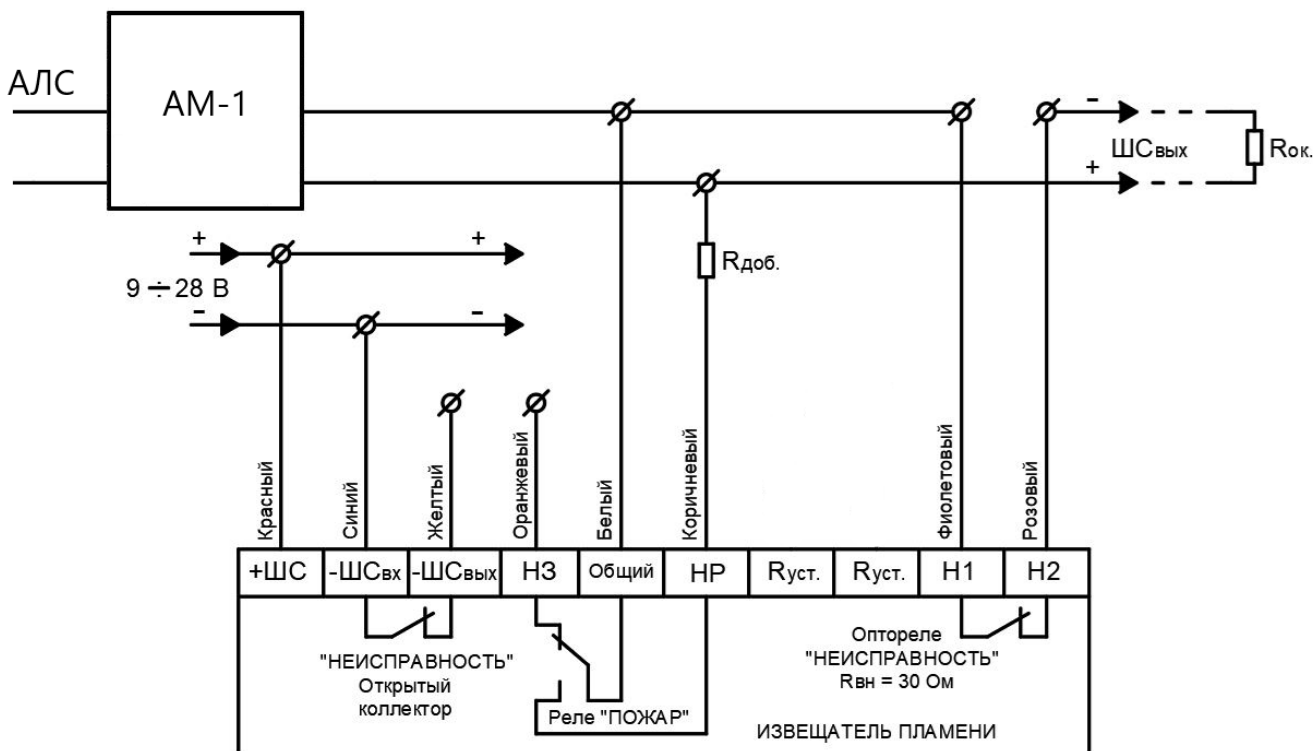 АЛС
АМ-1
-
ШСвых
+
Rок.
+
+
Rдоб.
9 ÷ 28 В
-
-
Красный
Синий
Желтый
Оранжевый
Белый
Коричневый
Фиолетовый
Розовый
+ШС
-ШСвх
-ШСвых
НЗ
Общий
НР
Rуст.
Rуст.
Н1
Н2
"НЕИСПРАВНОСТЬ"
Открытый
коллектор
Реле "ПОЖАР"
Оптореле
"НЕИСПРАВНОСТЬ"
Rвн = 30 Ом
ИЗВЕЩАТЕЛЬ ПЛАМЕНИ